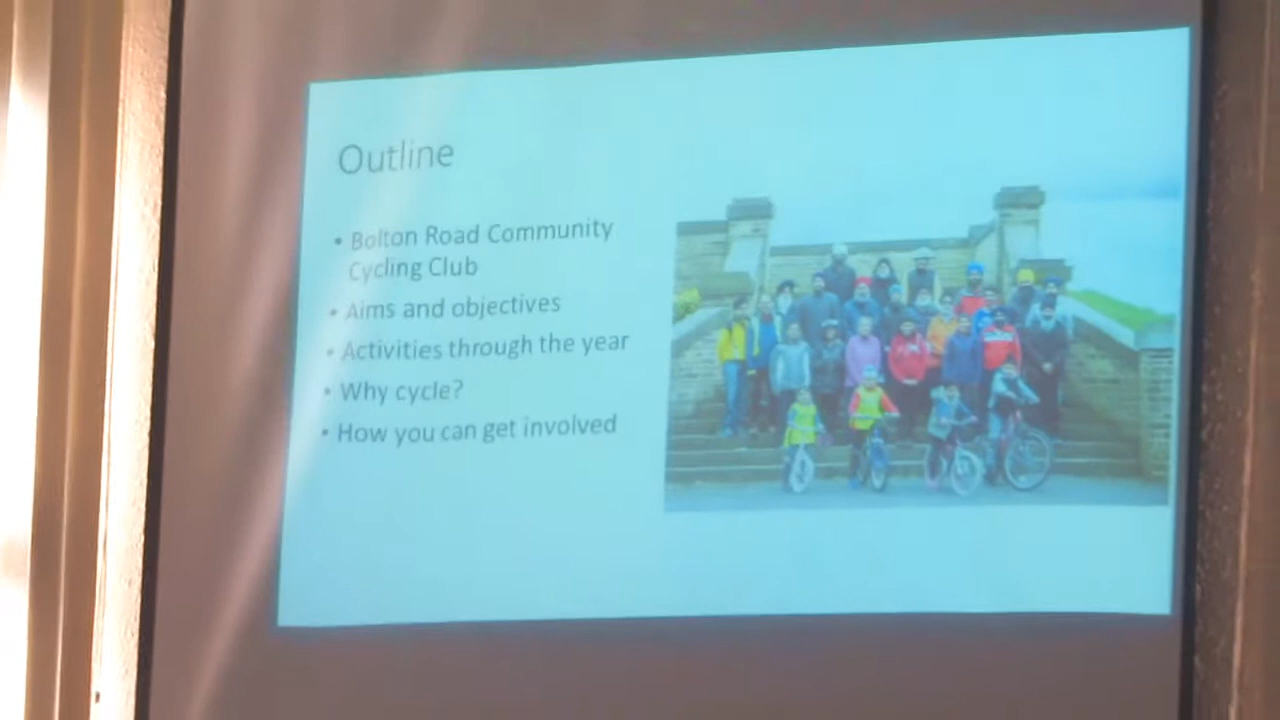 Outline
• Bolton Road Community
Cycling Club
• Aims and objectives
• Activities through the year
• Why cycle?
• How you can get involved